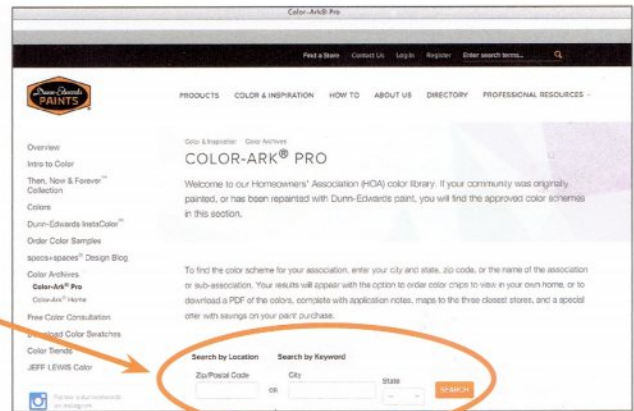 Color-Ark® Pro
Find a Store Contact Us Log In Register Enter search terms...
Dunn-Edwards
PAINTS
PRODUCTS COLOR & INSPIRATION HOW TO ABOUT US DIRECTORY PROFESSIONAL RESOURCES
Overview
Intro to Color
Then, Now & Forever™
Collection
Colors
Dunn-Edwards InstaColor™
Order Color Samples
specs+spaces® Design Blog
Color Archives
Color-Ark® Pro
Color-Ark® Home
Free Color Consultation
Download Color Swatches
Color Trends
JEFF LEWIS Color
Follow @dunnedwards
on Instagram
Color & Inspiration Color Archives
COLOR-ARK® PRO
Welcome to our Homeowners' Association (HOA) color library. If your community was originally
painted, or has been repainted with Dunn-Edwards paint, you will find the approved color schemes
in this section.
To find the color scheme for your association, enter your city and state, zip code, or the name of the association
or sub-association. Your results will appear with the option to order color chips to view in your own home, or to
download a PDF of the colors, complete with application notes, maps to the three closest stores, and a special
offer with savings on your paint purchase.
Search by Location Search by Keyword
Zip/Postal Code City State
OR -- SEARCH